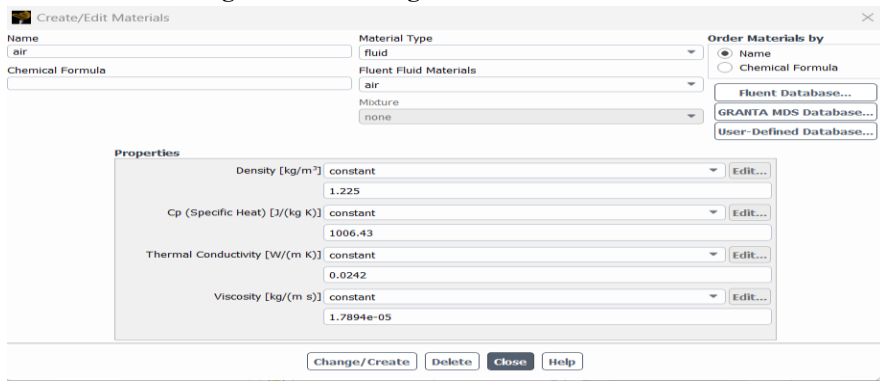 Create/Edit Materials
Name
air
Chemical Formula
Material Type
fluid
Fluent Fluid Materials
air
Mixture
none
Order Materials by
Name
Chemical Formula
Fluent Database...
GRANTA MDS Database...
User-Defined Database...
Properties
Density [kg/m³] constant Edit...
1.225
Cp (Specific Heat) [J/(kg K)] constant Edit...
1006.43
Thermal Conductivity [W/(m K)] constant Edit...
0.0242
Viscosity [kg/(m s)] constant Edit...
1.7894e-05
Change/Create Delete Close Help